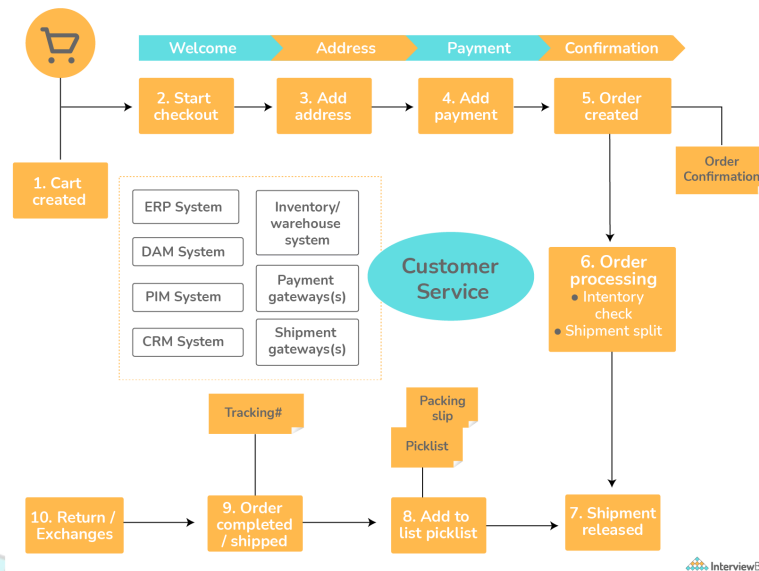 Welcome
Address
Payment
Confirmation
2. Start
checkout
3. Add
address
4. Add
payment
5. Order
created
Order
Confirmation
1. Cart
created
ERP System
DAM System
PIM System
CRM System
Inventory/
warehouse
system
Payment
gateways(s)
Shipment
gateways(s)
Customer
Service
6. Order
processing
• Intentory
check
• Shipment split
Tracking#
Packing
slip
Picklist
10. Return /
Exchanges
9. Order
completed
/ shipped
8. Add to
list picklist
7. Shipment
released
InterviewB